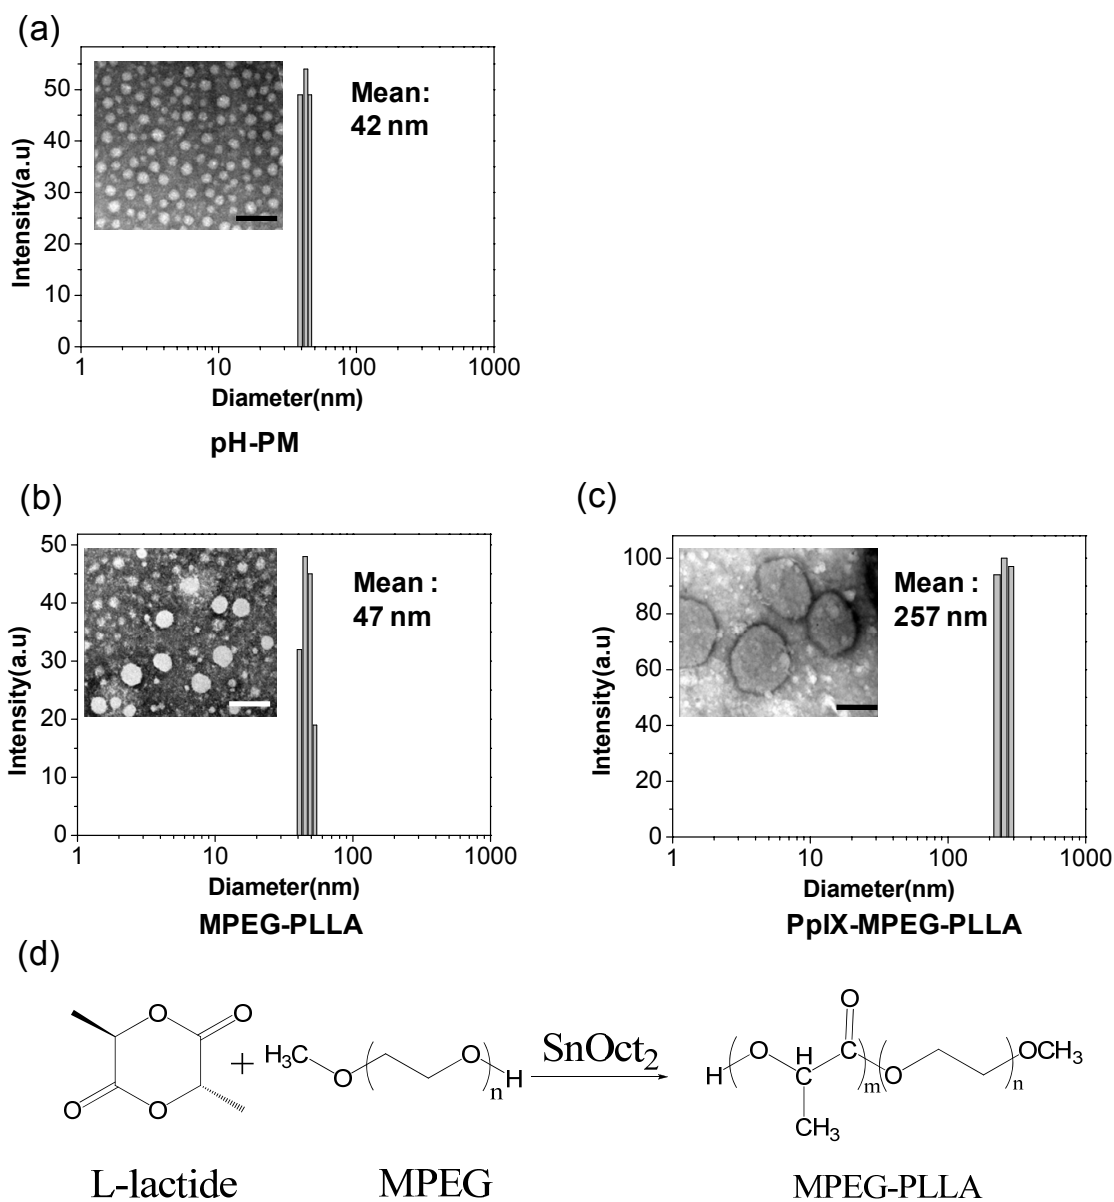 (a)
Mean:
42 nm
50
40
30
20
10
0
Intensity(a.u)
1 10 100 1000
Diameter(nm)
pH-PM
(b)
Mean :
47 nm
50
40
30
20
10
0
Intensity(a.u)
1 10 100 1000
Diameter(nm)
MPEG-PLLA
(c)
Mean :
257 nm
100
80
60
40
20
0
Intensity(a.u)
1 10 100 1000
Diameter(nm)
PpIX-MPEG-PLLA
(d)
O O O O
+
H3C O O H n
SnOct2
H O H C O m O OCH3 n
CH3
L-lactide MPEG MPEG-PLLA